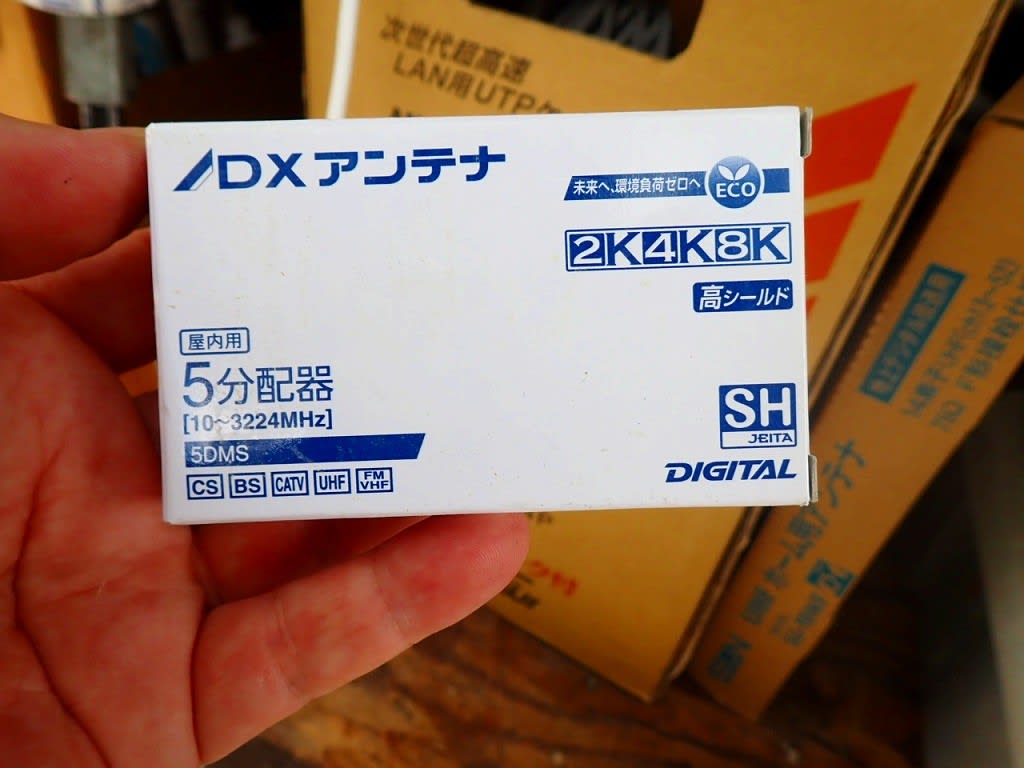 次世代超高速
LAN用UTPケ
DXアンテナ
未来へ、環境負荷ゼロへ
ECO
2K4K8K
高シールド
屋内用
5分配器
[10~3224MHz]
5DMS
CS BS CATV UHF FM VHF
SH
JEITA
DIGITAL